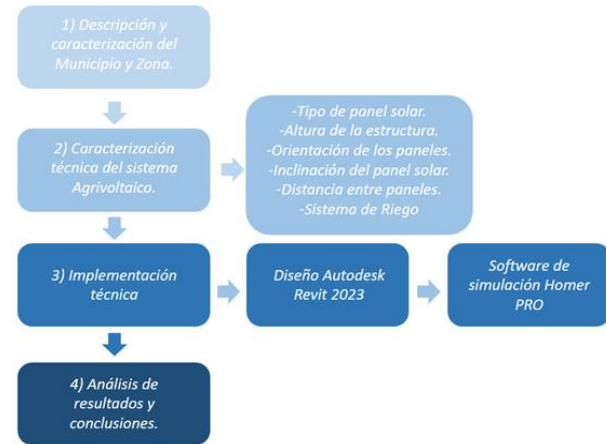 1) Descripción y
caracterización del
Municipio y Zona.
2) Caracterización
técnica del sistema
Agrivoltaico.
-Tipo de panel solar.
-Altura de la estructura.
-Orientación de los paneles.
-Inclinación del panel solar.
-Distancia entre paneles.
-Sistema de Riego
3) Implementación
técnica
Diseño Autodesk
Revit 2023
Software de
simulación Homer
PRO
4) Análisis de
resultados y
conclusiones.